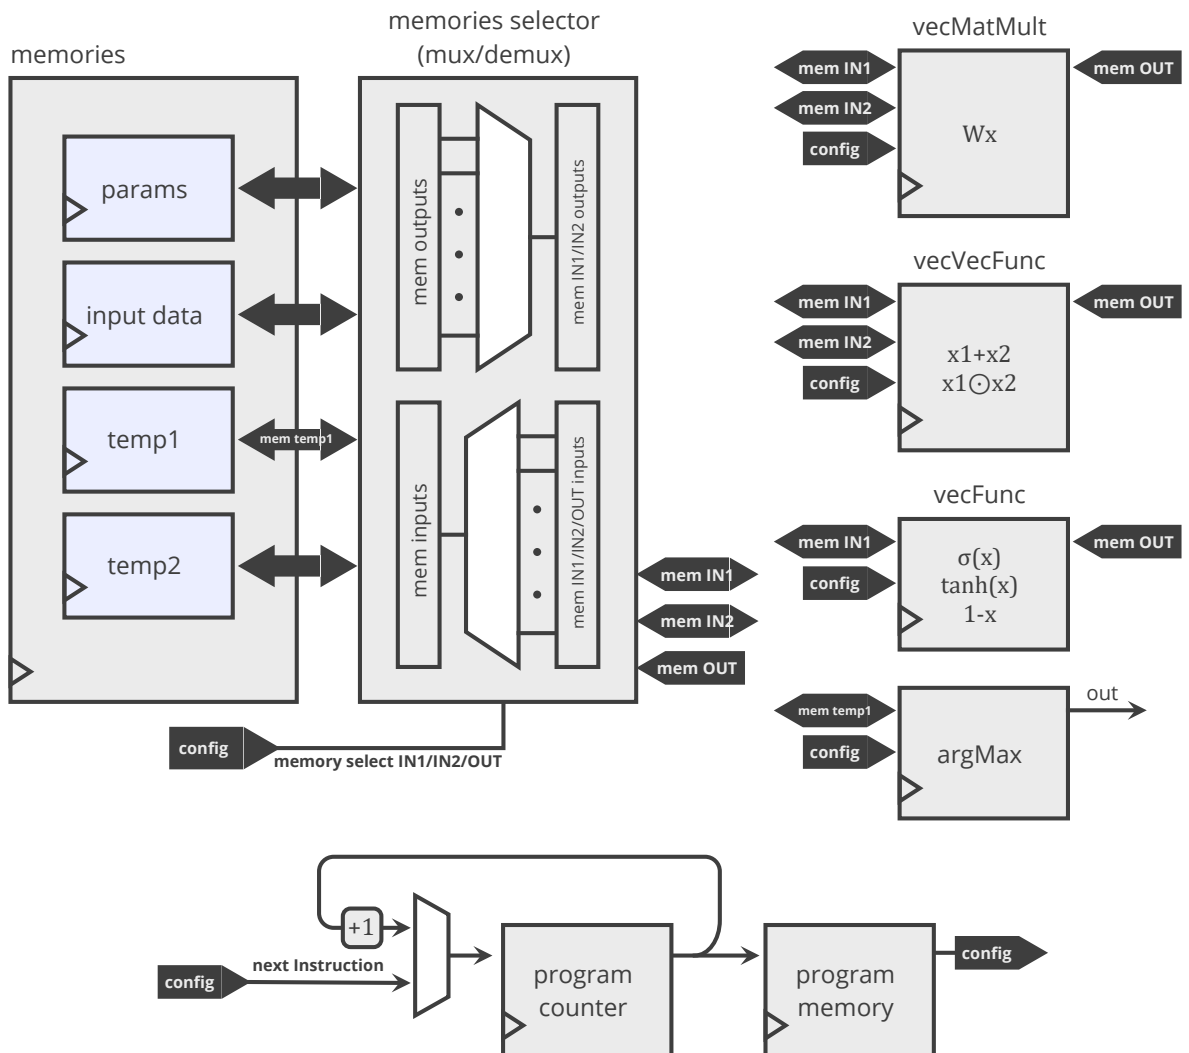 memories
memories selector
(mux/demux)
params
input data
temp1
temp2
mem temp1
mem outputs
mem IN1/IN2 outputs
mem inputs
mem IN1/IN2/OUT inputs
mem IN1
mem IN2
mem OUT
config
memory select IN1/IN2/OUT
vecMatMult
mem IN1
mem IN2
config
Wx
mem OUT
vecVecFunc
mem IN1
mem IN2
config
x1+x2
x1⊙x2
mem OUT
vecFunc
mem IN1
config
σ(x)
tanh(x)
1-x
mem OUT
mem temp1
config
argMax
out
+1
config
next Instruction
program
counter
program
memory
config